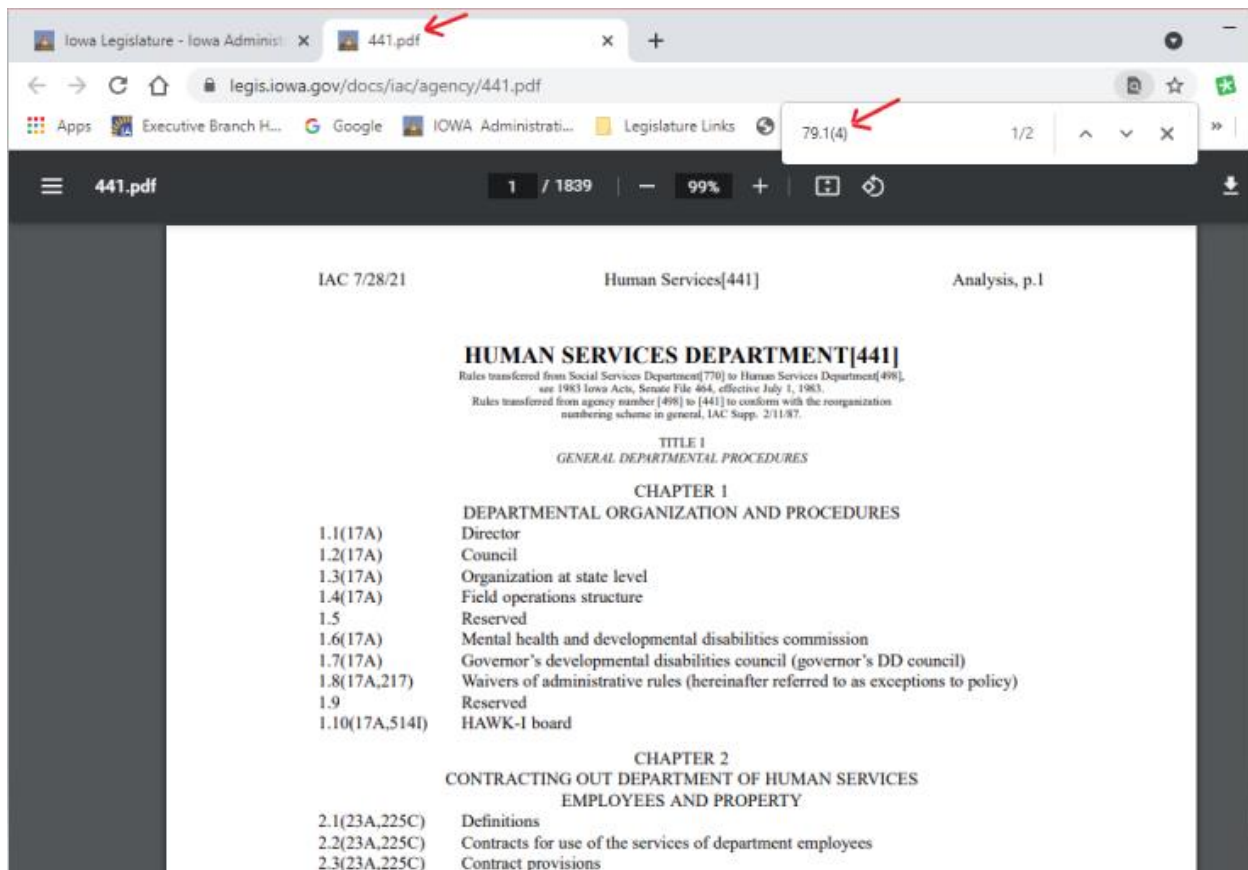 Iowa Legislature - Iowa Administ
441.pdf
legis.iowa.gov/docs/iac/agency/441.pdf
Apps Executive Branch H... Google IOWA Administrati... Legislature Links »
79.1(4) 1/2
441.pdf 1 / 1839 99%
IAC 7/28/21 Human Services[441] Analysis, p.1
HUMAN SERVICES DEPARTMENT[441]
Rules transferred from Social Services Department[770] to Human Services Department[498],
see 1983 Iowa Acts, Senate File 464, effective July 1, 1983.
Rules transferred from agency number [498] to [441] to conform with the reorganization
numbering scheme in general, IAC Supp. 2/11/87.
TITLE I
GENERAL DEPARTMENTAL PROCEDURES
CHAPTER 1
DEPARTMENTAL ORGANIZATION AND PROCEDURES
1.1(17A) Director
1.2(17A) Council
1.3(17A) Organization at state level
1.4(17A) Field operations structure
1.5 Reserved
1.6(17A) Mental health and developmental disabilities commission
1.7(17A) Governor's developmental disabilities council (governor's DD council)
1.8(17A,217) Waivers of administrative rules (hereinafter referred to as exceptions to policy)
1.9 Reserved
1.10(17A,514I) HAWK-I board
CHAPTER 2
CONTRACTING OUT DEPARTMENT OF HUMAN SERVICES
EMPLOYEES AND PROPERTY
2.1(23A,225C) Definitions
2.2(23A,225C) Contracts for use of the services of department employees
2.3(23A,225C) Contract provisions